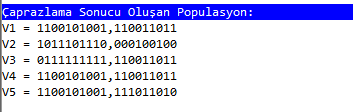 Çaprazlama Sonucu Oluşan Populasyon:
V1 = 1100101001,110011011
V2 = 1011101110,000100100
V3 = 0111111111,110011011
V4 = 1100101001,110011011
V5 = 1100101001,111011010